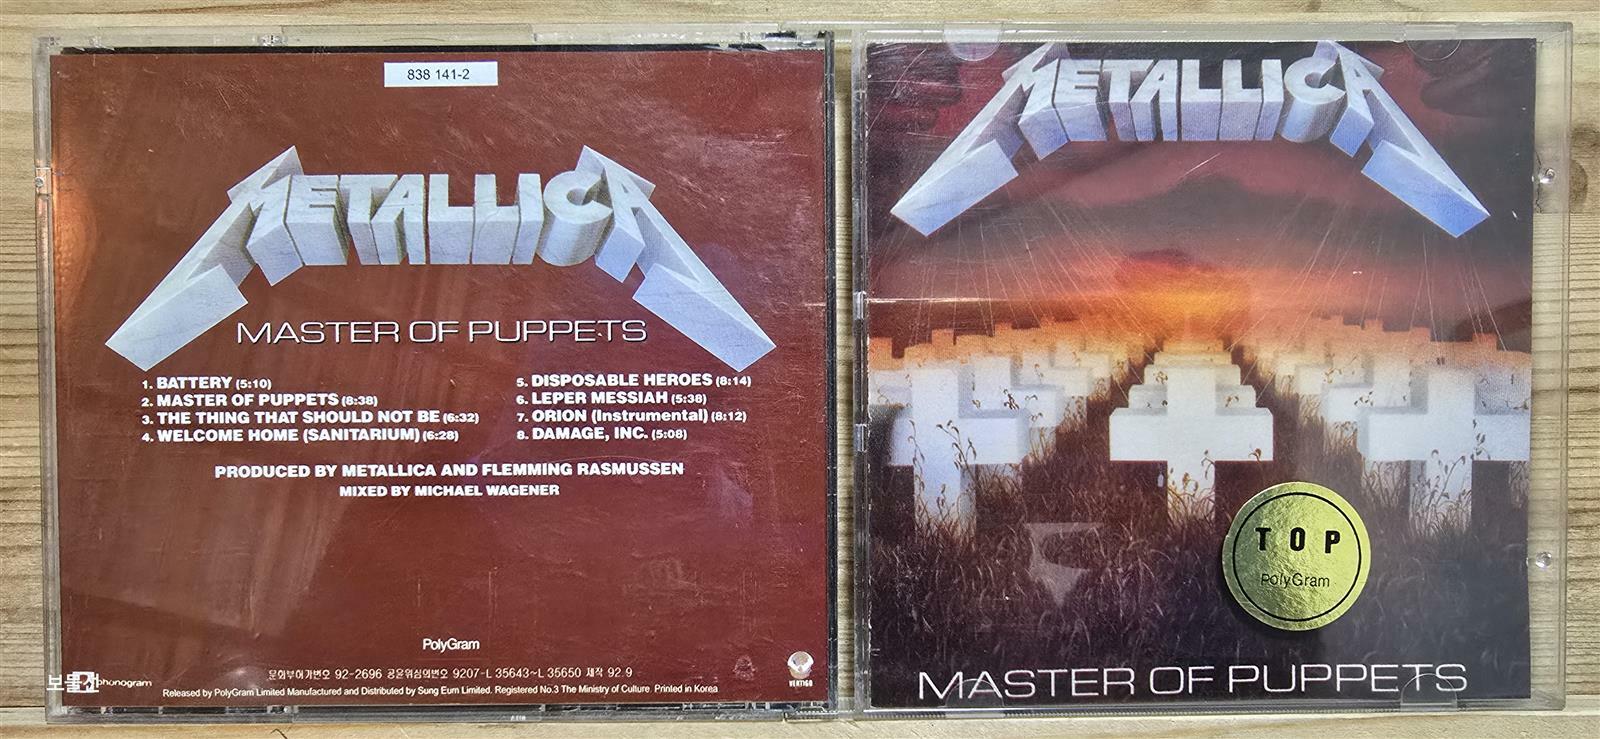 838 141-2
METALLICA
MASTER OF PUPPETS
1. BATTERY (5:10)
2. MASTER OF PUPPETS (8:38)
3. THE THING THAT SHOULD NOT BE (6:32)
4. WELCOME HOME (SANITARIUM) (6:28)
5. DISPOSABLE HEROES (8:14)
6. LEPER MESSIAH (5:38)
7. ORION (Instrumental) (8:12)
8. DAMAGE, INC. (5:08)
PRODUCED BY METALLICA AND FLEMMING RASMUSSEN
MIXED BY MICHAEL WAGENER
PolyGram
문화부허가번호 92-2696 공윤위심의번호 9207-L 35643~L 35650 제작 92.9
phonogram
Released by PolyGram Limited Manufactured and Distributed by Sung Eum Limited. Registered No.3 The Ministry of Culture. Printed in Korea
VERTIGO
METALLICA
TOP
PolyGram
MASTER OF PUPPETS